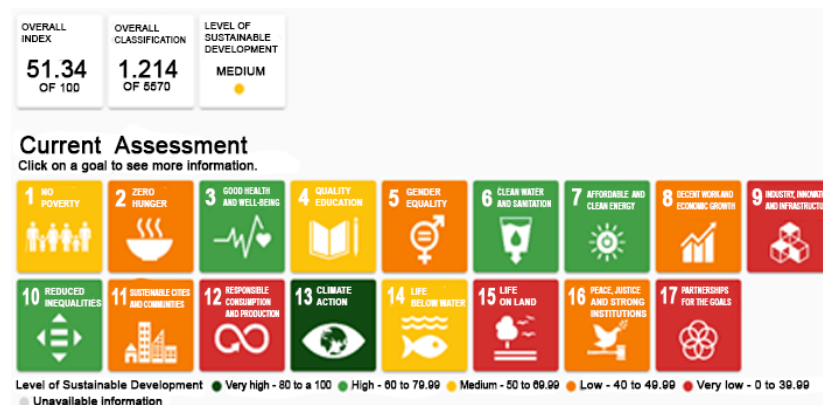 OVERALL
INDEX
51.34
OF 100
OVERALL
CLASSIFICATION
1.214
OF 5570
LEVEL OF
SUSTAINABLE
DEVELOPMENT
MEDIUM
Current Assessment
Click on a goal to see more information.
1 NO
POVERTY
2 ZERO
HUNGER
3 GOOD HEALTH
AND WELL-BEING
4 QUALITY
EDUCATION
5 GENDER
EQUALITY
6 CLEAN WATER
AND SANITATION
7 AFFORDABLE AND
CLEAN ENERGY
8 DECENT WORK AND
ECONOMIC GROWTH
9 INDUSTRY, INNOVATI
AND INFRASTRUCTU
10 REDUCED
INEQUALITIES
11 SUSTAINABLE CITIES
AND COMMUNITIES
12 RESPONSIBLE
CONSUMPTION
AND PRODUCTION
13 CLIMATE
ACTION
14 LIFE
BELOW WATER
15 LIFE
ON LAND
16 PEACE, JUSTICE
AND STRONG
INSTITUTIONS
17 PARTNERSHIPS
FOR THE GOALS
Level of Sustainable Development Very high - 80 to a 100 High - 60 to 79.99 Medium - 50 to 69.99 Low - 40 to 49.99 Very low - 0 to 39.99
Unavailable information